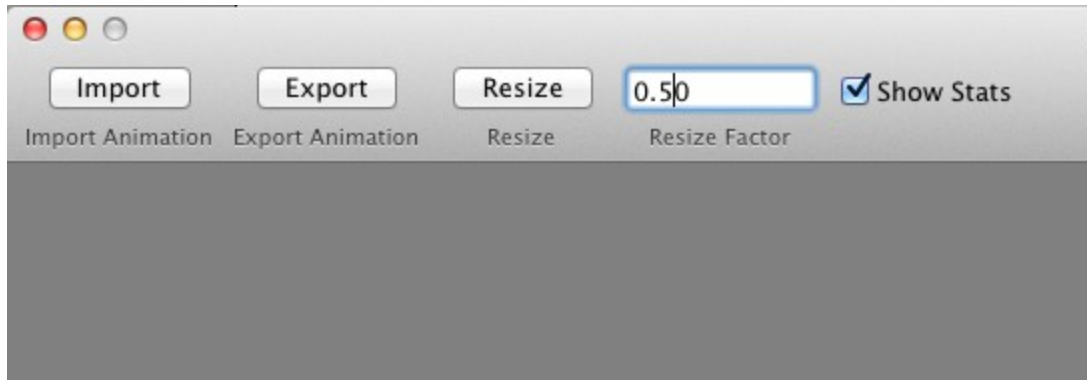 Import Export Resize 0.50 Show Stats
Import Animation Export Animation Resize Resize Factor